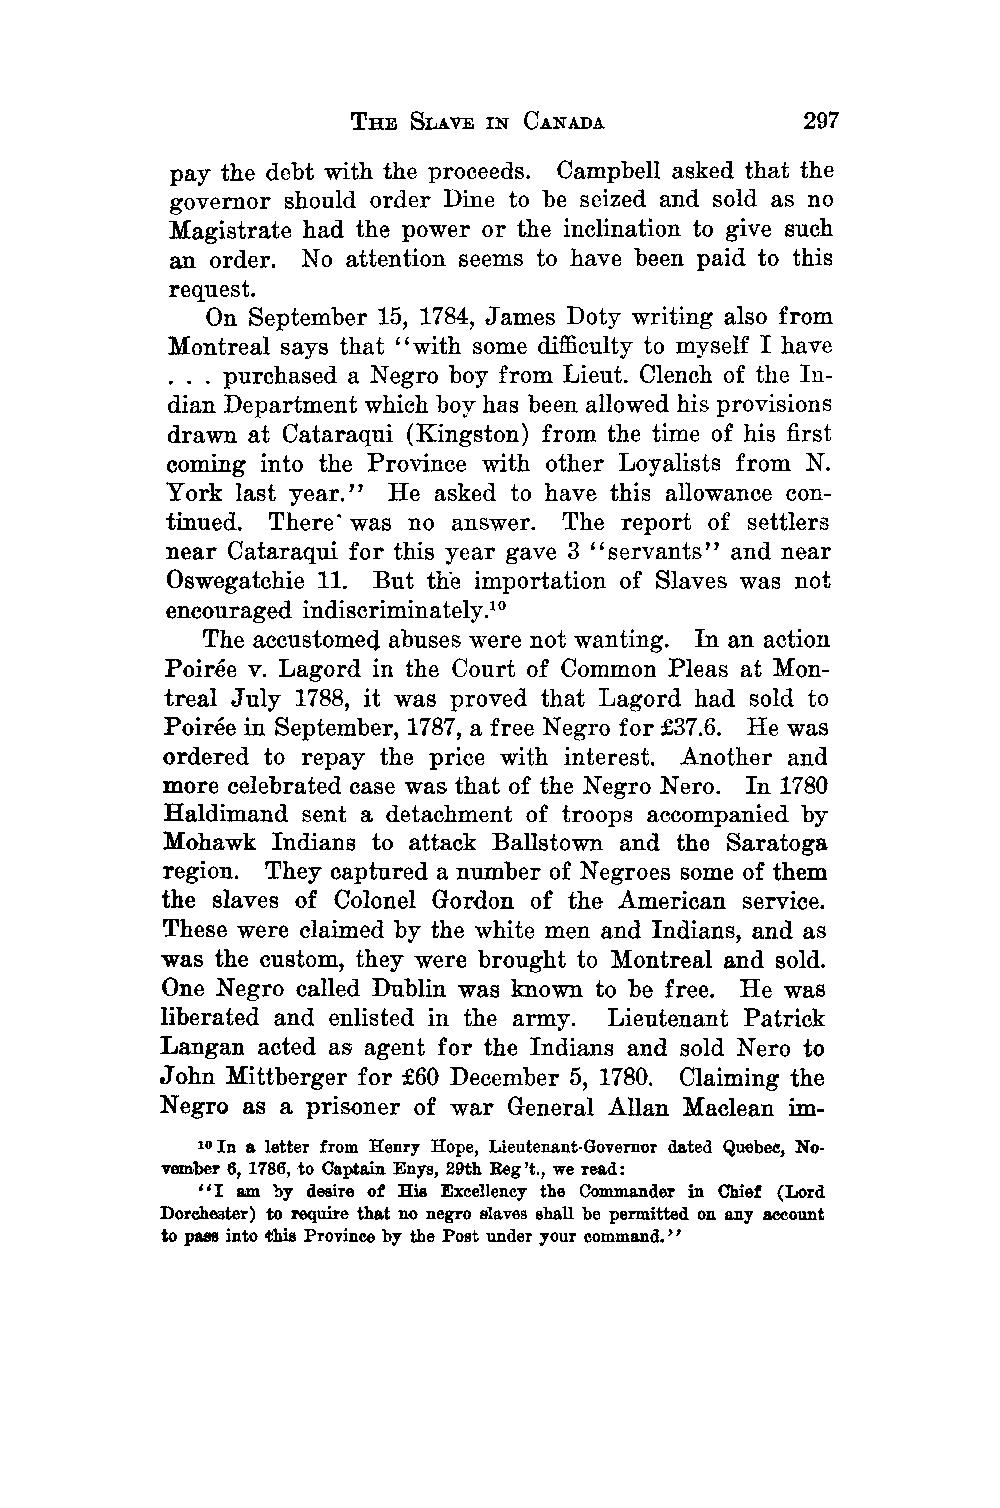 THE SLAVE IN CANADA 297
pay the debt with the proceeds. Campbell asked that the
governor should order Dine to be seized and sold as no
Magistrate had the power or the inclination to give such
an order. No attention seems to have been paid to this
request.
On September 15, 1784, James Doty writing also from
Montreal says that “with some difficulty to myself I have
. . . purchased a Negro boy from Lieut. Clench of the In-
dian Department which boy has been allowed his provisions
drawn at Cataraqui (Kingston) from the time of his first
coming into the Province with other Loyalists from N.
York last year.” He asked to have this allowance con-
tinued. There was no answer. The report of settlers
near Cataraqui for this year gave 3 “servants” and near
Oswegatchie 11. But the importation of Slaves was not
encouraged indiscriminately.¹⁰
The accustomed abuses were not wanting. In an action
Poirée v. Lagord in the Court of Common Pleas at Mon-
treal July 1788, it was proved that Lagord had sold to
Poirée in September, 1787, a free Negro for £37.6. He was
ordered to repay the price with interest. Another and
more celebrated case was that of the Negro Nero. In 1780
Haldimand sent a detachment of troops accompanied by
Mohawk Indians to attack Ballstown and the Saratoga
region. They captured a number of Negroes some of them
the slaves of Colonel Gordon of the American service.
These were claimed by the white men and Indians, and as
was the custom, they were brought to Montreal and sold.
One Negro called Dublin was known to be free. He was
liberated and enlisted in the army. Lieutenant Patrick
Langan acted as agent for the Indians and sold Nero to
John Mittberger for £60 December 5, 1780. Claiming the
Negro as a prisoner of war General Allan Maclean im-
¹⁰ In a letter from Henry Hope, Lieutenant-Governor dated Quebec, No-
vember 6, 1786, to Captain Enys, 29th Reg’t., we read:
“I am by desire of His Excellency the Commander in Chief (Lord
Dorchester) to require that no negro slaves shall be permitted on any account
to pass into this Province by the Post under your command.”